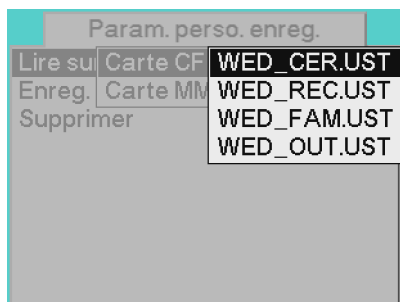 Param. perso. enreg.
Lire su Carte CF WED_CER.UST
Enreg. Carte MM WED_REC.UST
Supprimer WED_FAM.UST
WED_OUT.UST